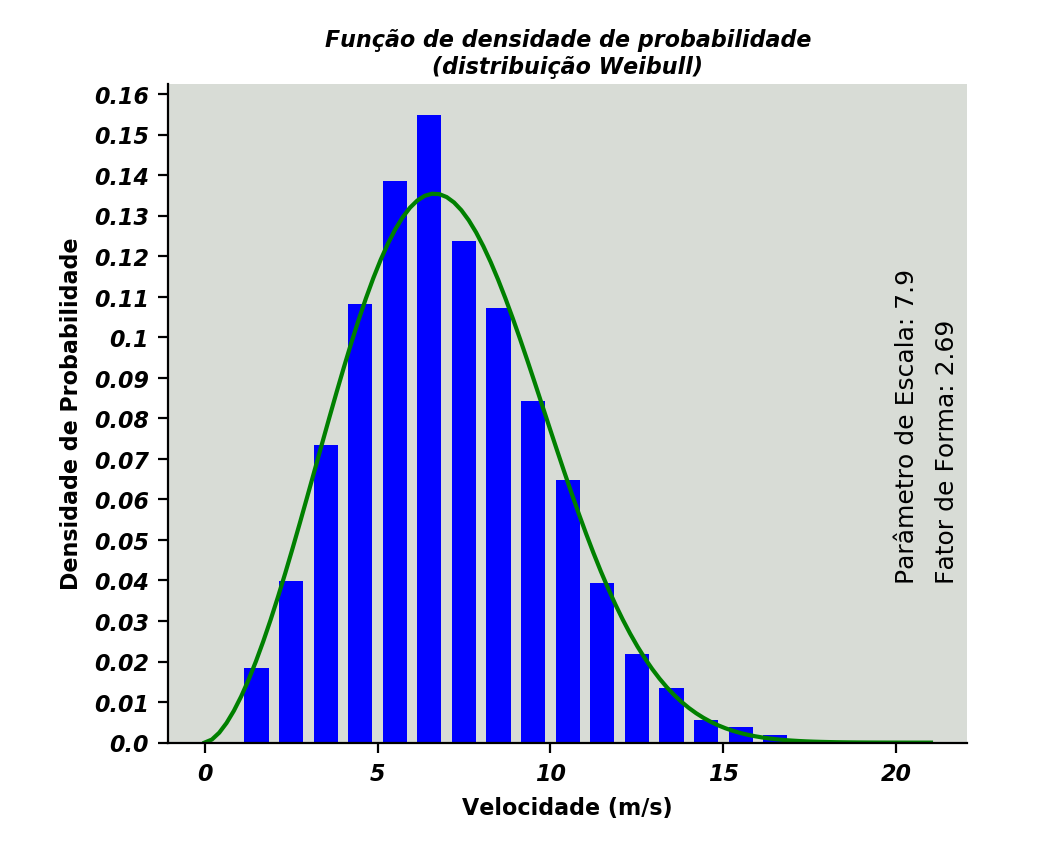 Função de densidade de probabilidade
(distribuição Weibull)
Densidade de Probabilidade
0.16
0.15
0.14
0.13
0.12
0.11
0.1
0.09
0.08
0.07
0.06
0.05
0.04
0.03
0.02
0.01
0.0
Parâmetro de Escala: 7.9
Fator de Forma: 2.69
0 5 10 15 20
Velocidade (m/s)